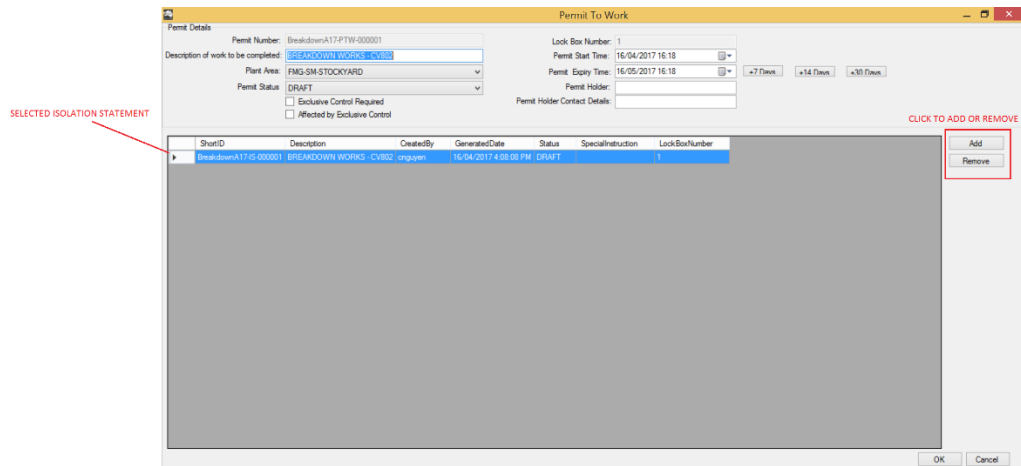 Permit To Work
Permit Details
Permit Number: BreakdownA17-PTW-000001
Lock Box Number: 1
Description of work to be completed: BREAKDOWN WORKS - CV802
Permit Start Time: 16/04/2017 16:18
Plant Area: FMG-SM-STOCKYARD
Permit Expiry Time: 16/05/2017 16:18
+7 Days +14 Days +30 Days
Permit Status DRAFT
Permit Holder:
Exclusive Control Required
Permit Holder Contact Details:
Affected by Exclusive Control
SELECTED ISOLATION STATEMENT
CLICK TO ADD OR REMOVE
ShortID Description CreatedBy GeneratedDate Status SpecialInstruction LockBoxNumber
BreakdownA17-IS-000001 BREAKDOWN WORKS - CV802 cnguyen 16/04/2017 4:08:08 PM DRAFT 1
Add
Remove
OK Cancel